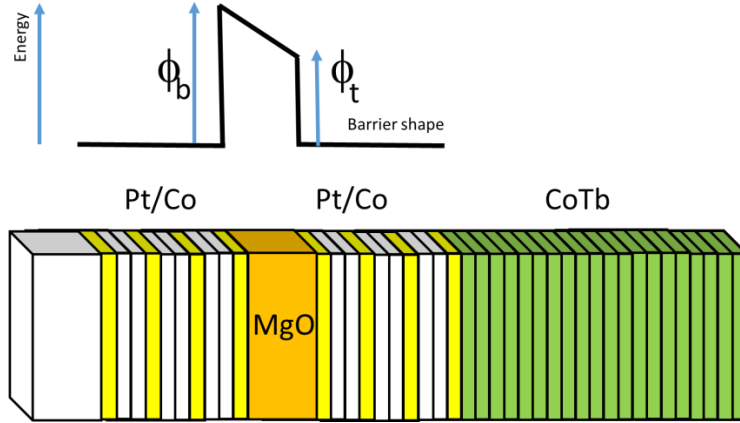 Energy
ϕb
ϕt
Barrier shape
Pt/Co
Pt/Co
CoTb
MgO